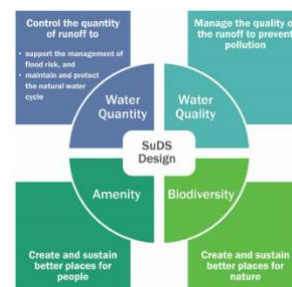 Control the quantity
of runoff to
• support the management of
flood risk, and
• maintain and protect
the natural water
cycle
Manage the quality of
the runoff to prevent
pollution
Water
Quantity
Water
Quality
SuDS
Design
Amenity
Biodiversity
Create and sustain
better places for
people
Create and sustain
better places for
nature